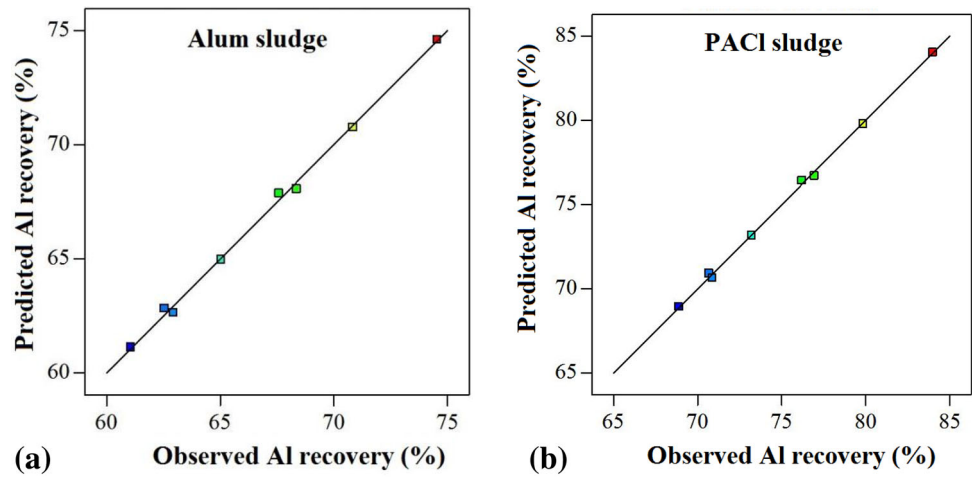 Alum sludge
Predicted Al recovery (%)
75
70
65
60
60 65 70 75
Observed Al recovery (%)
(a)
PACl sludge
Predicted Al recovery (%)
85
80
75
70
65
65 70 75 80 85
Observed Al recovery (%)
(b)